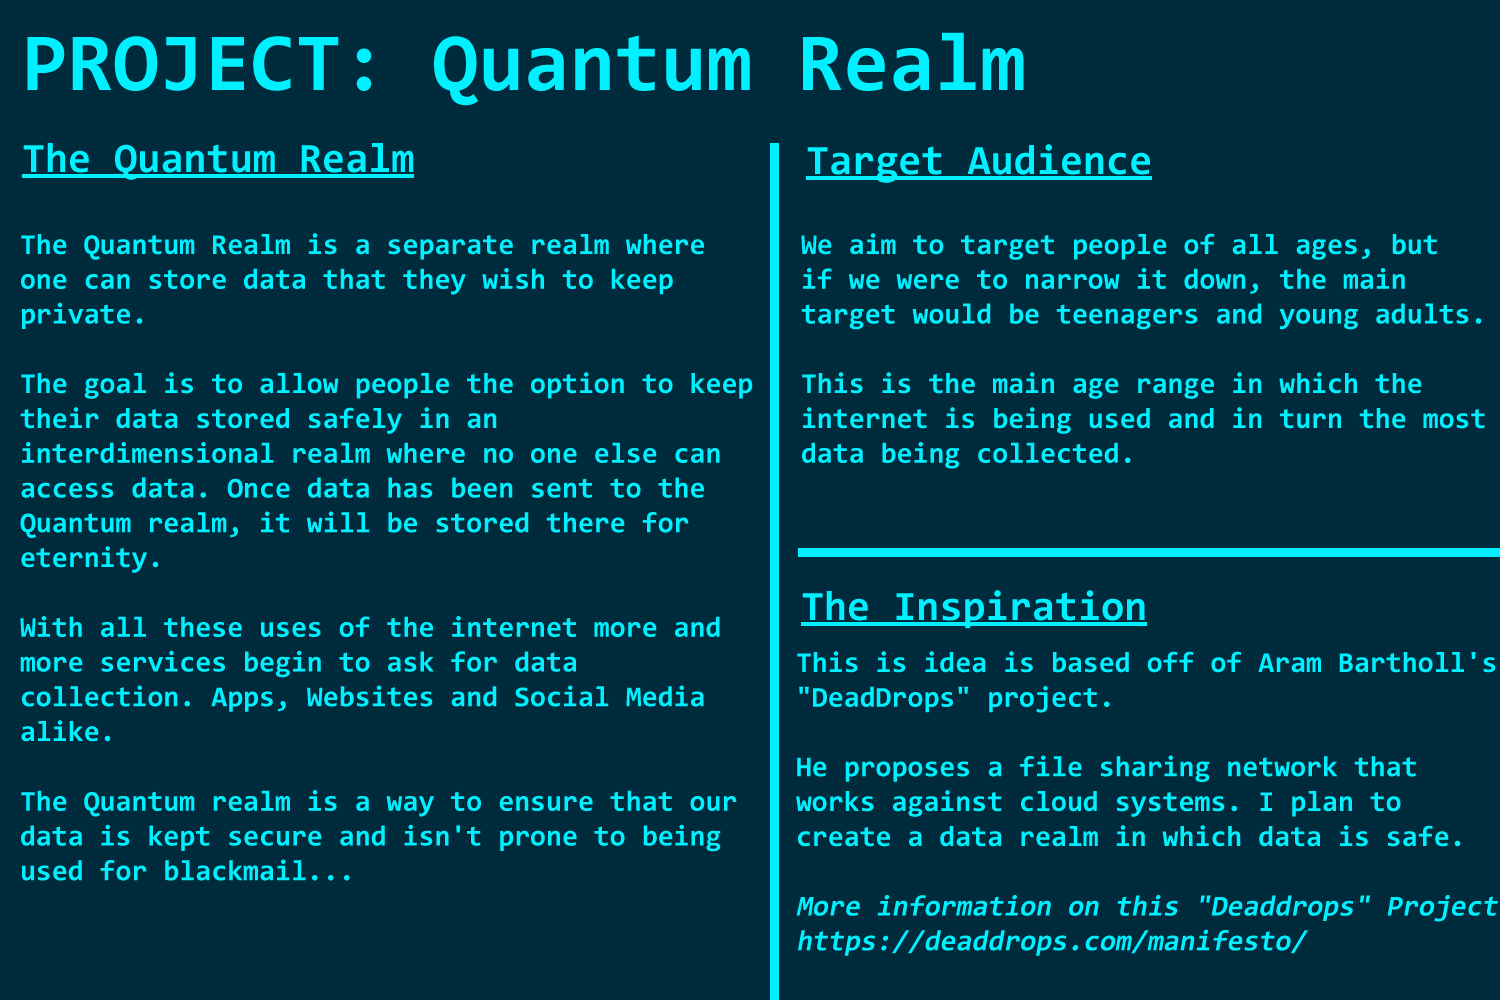 PROJECT: Quantum Realm
The Quantum Realm
The Quantum Realm is a separate realm where
one can store data that they wish to keep
private.
The goal is to allow people the option to keep
their data stored safely in an
interdimensional realm where no one else can
access data. Once data has been sent to the
Quantum realm, it will be stored there for
eternity.
With all these uses of the internet more and
more services begin to ask for data
collection. Apps, Websites and Social Media
alike.
The Quantum realm is a way to ensure that our
data is kept secure and isn't prone to being
used for blackmail...
Target Audience
We aim to target people of all ages, but
if we were to narrow it down, the main
target would be teenagers and young adults.
This is the main age range in which the
internet is being used and in turn the most
data being collected.
The Inspiration
This is idea is based off of Aram Bartholl's
"DeadDrops" project.
He proposes a file sharing network that
works against cloud systems. I plan to
create a data realm in which data is safe.
More information on this "Deaddrops" Project
https://deaddrops.com/manifesto/